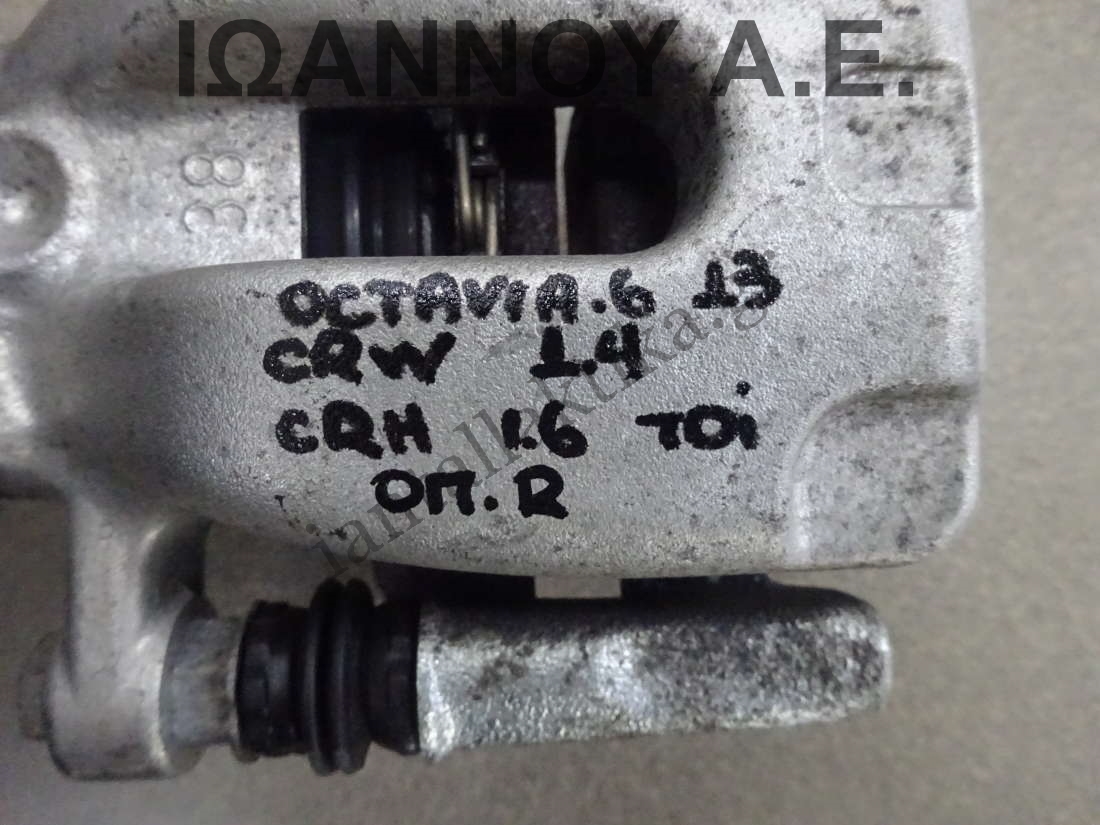 ΙΩΑΝΝΟΥ Α.Ε.
38
OCTAVIA.6 13
CRW 1.4
CRH 1.6 TDi
ΟΠ. R